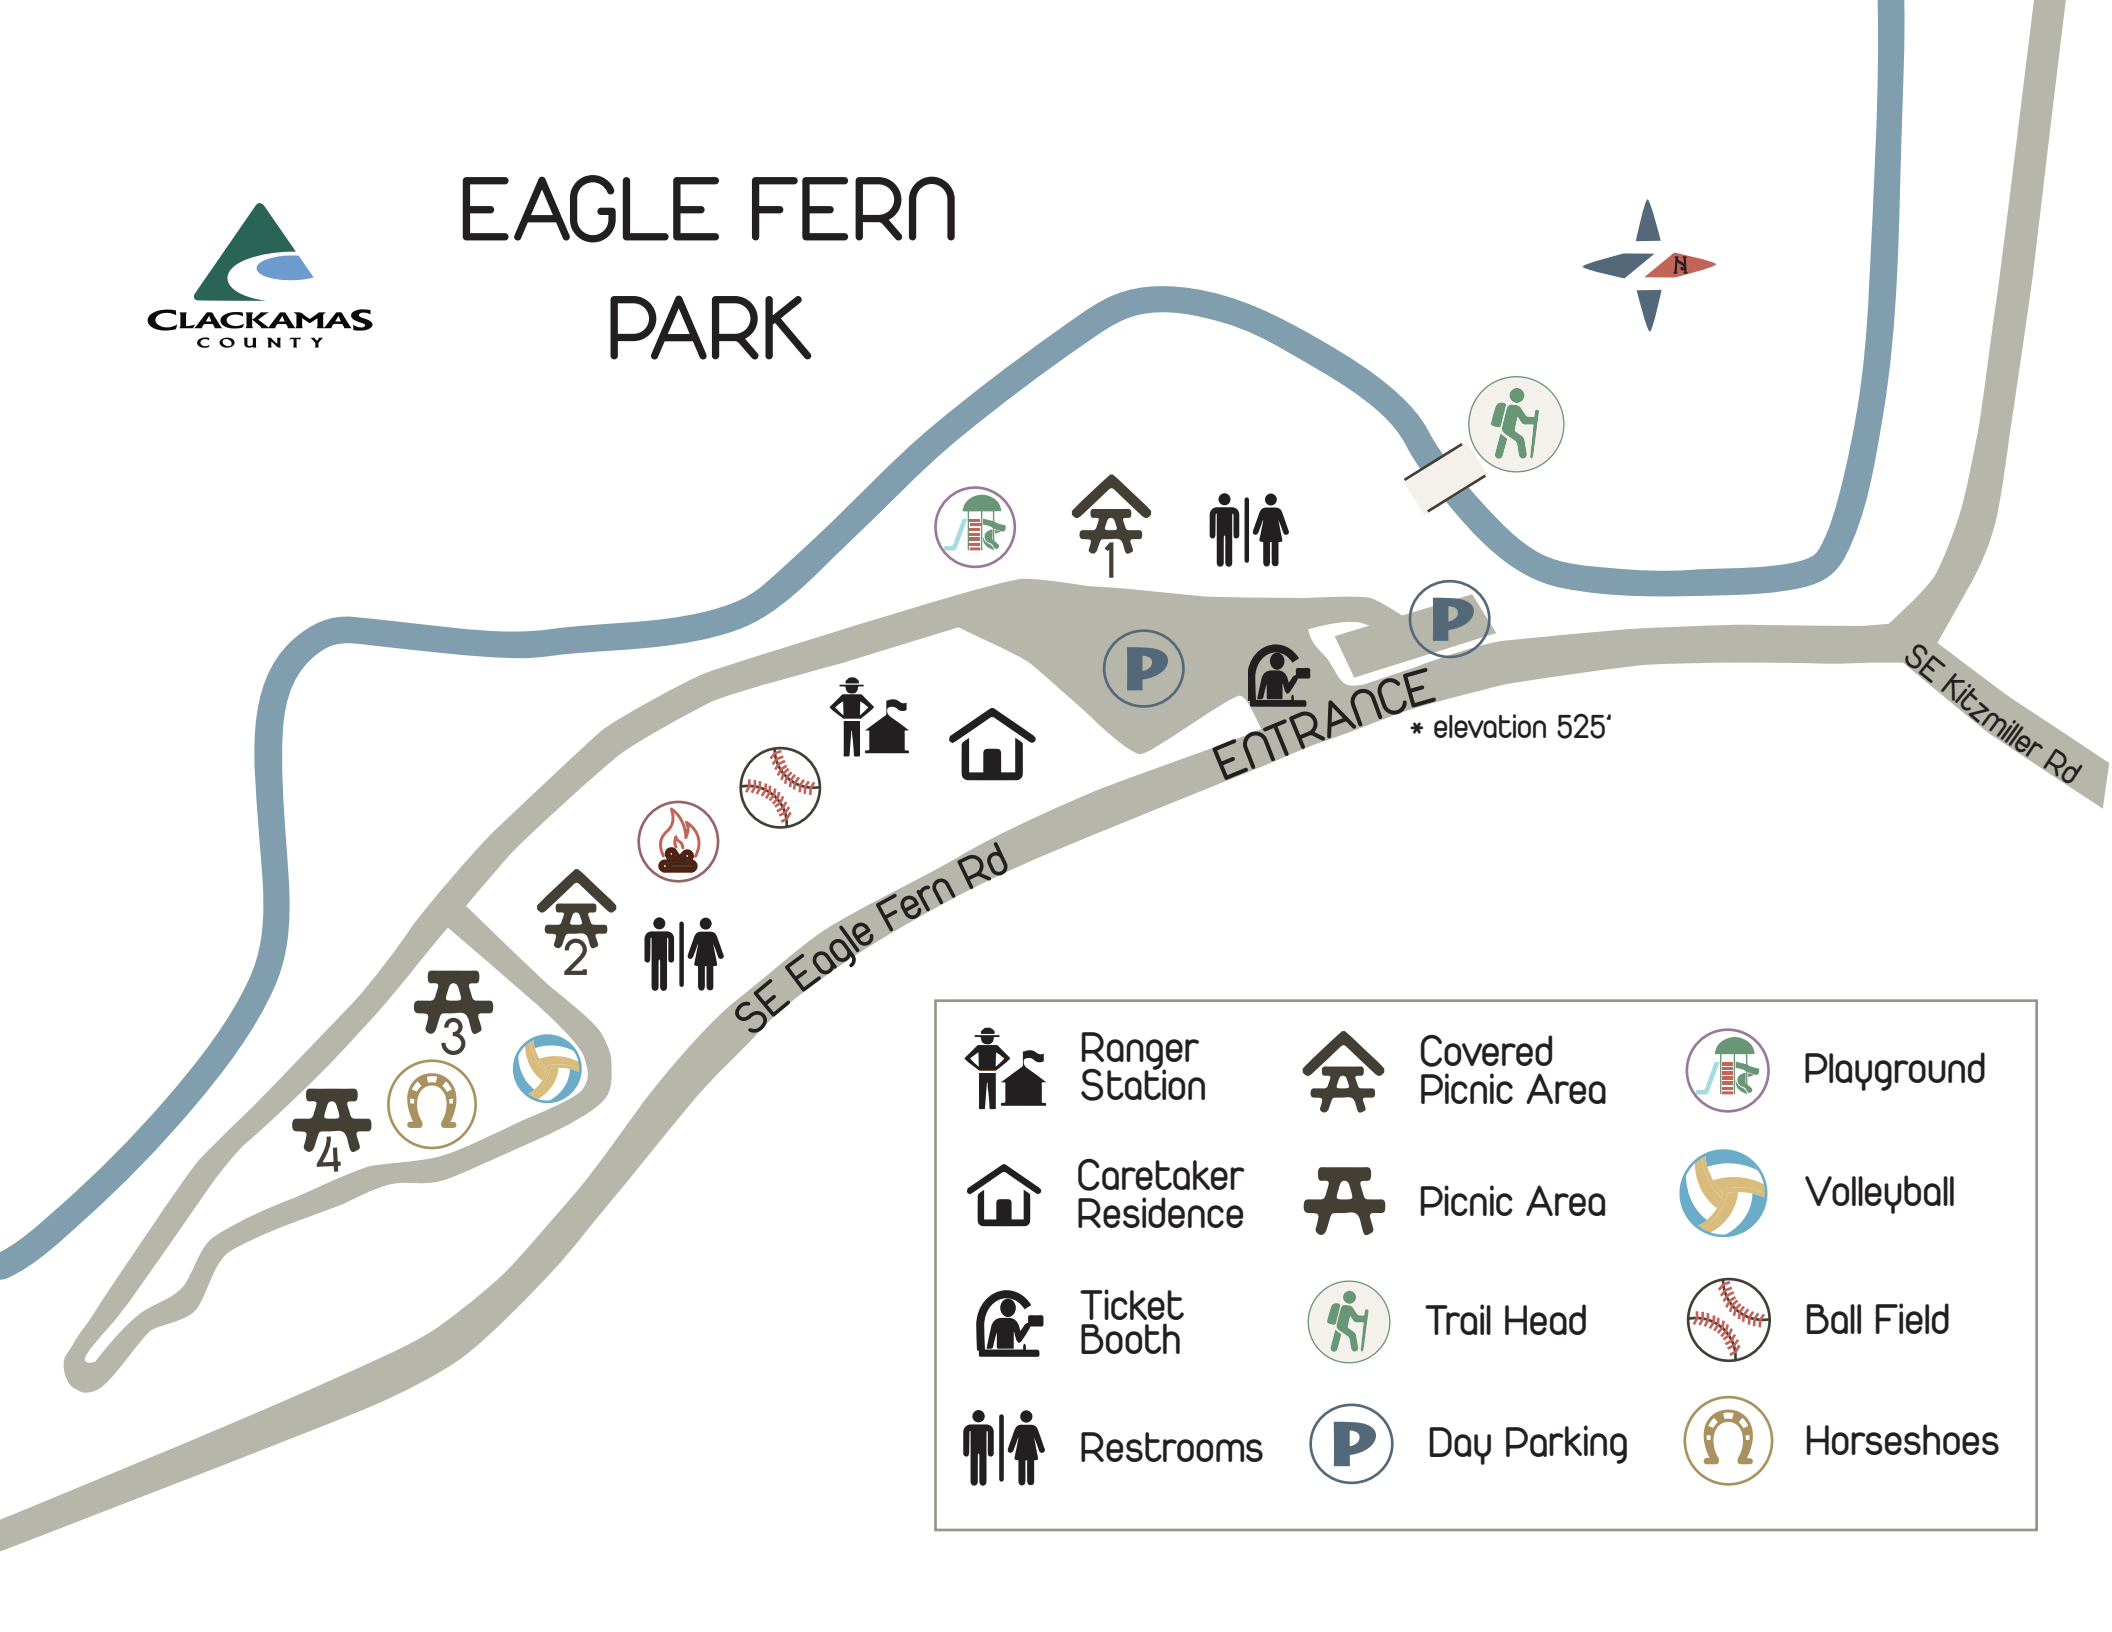 EAGLE FERN
PARK
CLACKAMAS
COUNTY
N
1
P
P
ENTRANCE
* elevation 525'
SE Kitzmiller Rd
2
SE Eagle Fern Rd
3
4
Ranger
Station
Covered
Picnic Area
Playground
Caretaker
Residence
Picnic Area
Volleyball
Ticket
Booth
Trail Head
Ball Field
Restrooms
P
Day Parking
Horseshoes